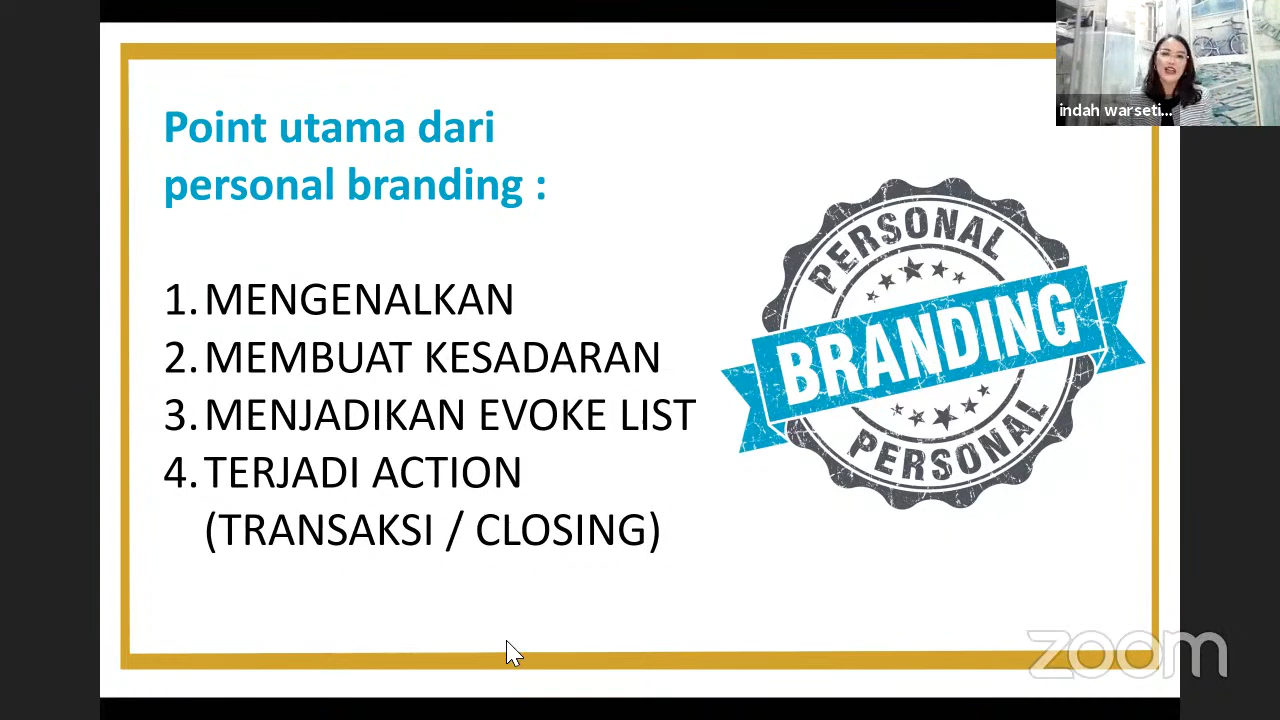 Point utama dari
personal branding :
1. MENGENALKAN
2. MEMBUAT KESADARAN
3. MENJADIKAN EVOKE LIST
4. TERJADI ACTION
(TRANSAKSI / CLOSING)
PERSONAL
BRANDING
PERSONAL
indah warseti...
zoom